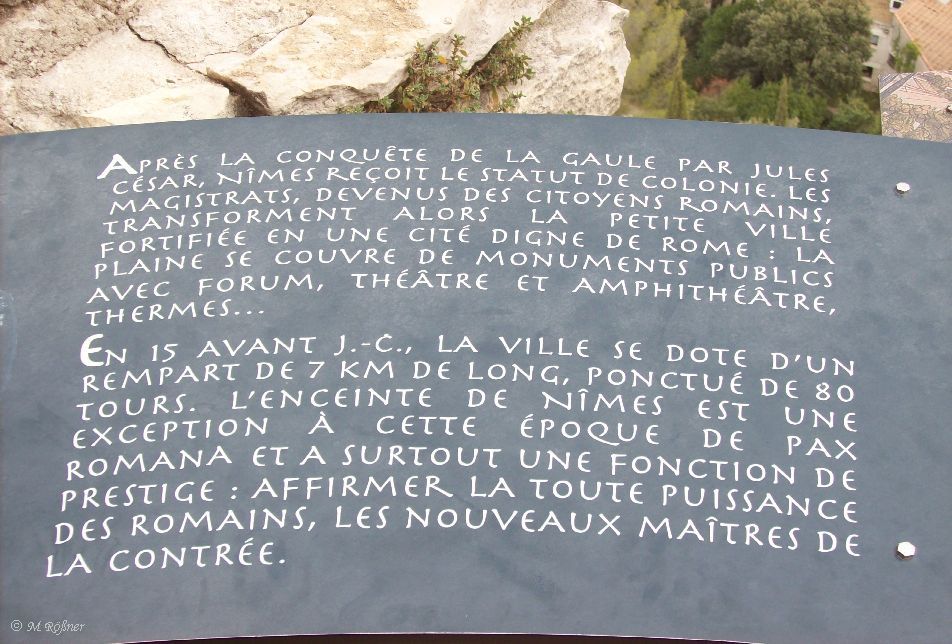 APRÈS LA CONQUÊTE DE LA GAULE PAR JULES
CÉSAR, NÎMES REÇOIT LE STATUT DE COLONIE. LES
MAGISTRATS, DEVENUS DES CITOYENS ROMAINS,
TRANSFORMENT ALORS LA PETITE VILLE
FORTIFIÉE EN UNE CITÉ DIGNE DE ROME : LA
PLAINE SE COUVRE DE MONUMENTS PUBLICS
AVEC FORUM, THÉÂTRE ET AMPHITHÉÂTRE,
THERMES...
EN 15 AVANT J.-C., LA VILLE SE DOTE D'UN
REMPART DE 7 KM DE LONG, PONCTUÉ DE 80
TOURS. L'ENCEINTE DE NÎMES EST UNE
EXCEPTION À CETTE ÉPOQUE DE PAX
ROMANA ET A SURTOUT UNE FONCTION DE
PRESTIGE : AFFIRMER LA TOUTE PUISSANCE
DES ROMAINS, LES NOUVEAUX MAÎTRES DE
LA CONTRÉE.
© M. Rößner